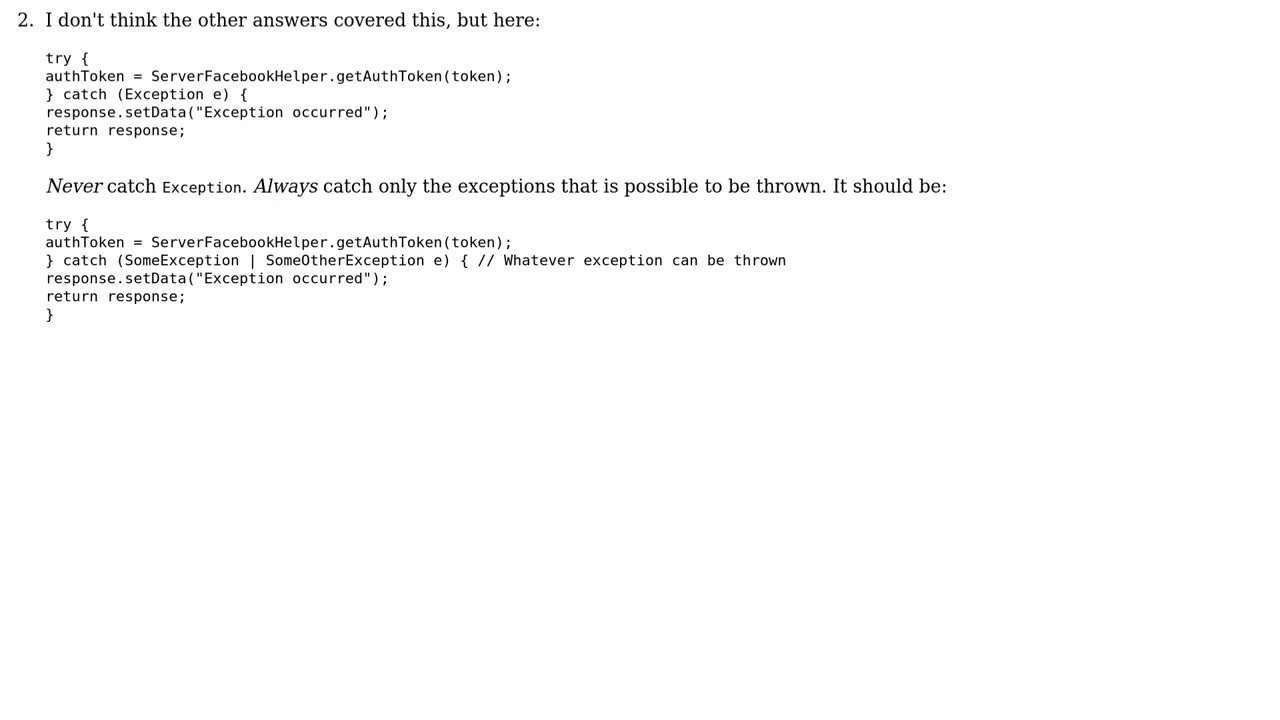 2. I don't think the other answers covered this, but here:
try {
authToken = ServerFacebookHelper.getAuthToken(token);
} catch (Exception e) {
response.setData("Exception occurred");
return response;
}
Never catch Exception. Always catch only the exceptions that is possible to be thrown. It should be:
try {
authToken = ServerFacebookHelper.getAuthToken(token);
} catch (SomeException | SomeOtherException e) { // Whatever exception can be thrown
response.setData("Exception occurred");
return response;
}